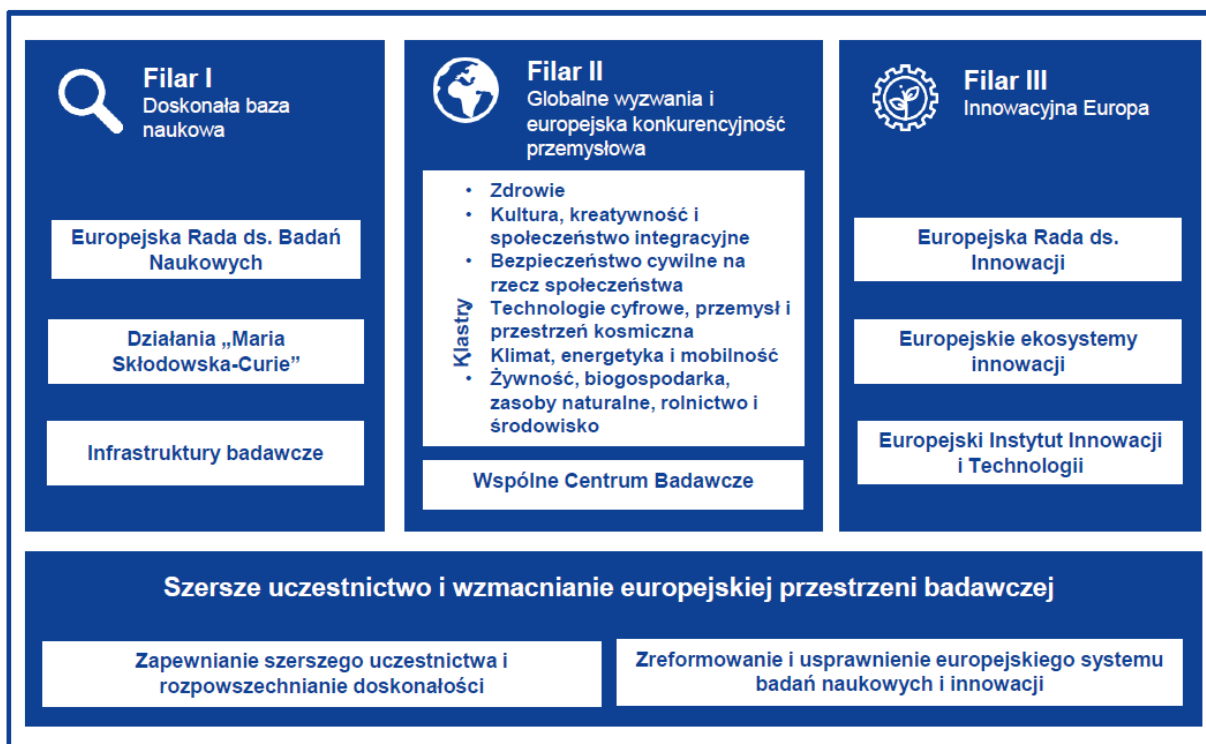 Filar I
Doskonała baza
naukowa
Europejska Rada ds. Badań
Naukowych
Działania „Maria
Skłodowska-Curie”
Infrastruktury badawcze
Filar II
Globalne wyzwania i
europejska konkurencyjność
przemysłowa
Klastry
• Zdrowie
• Kultura, kreatywność i
społeczeństwo integracyjne
• Bezpieczeństwo cywilne na
rzecz społeczeństwa
• Technologie cyfrowe, przemysł i
przestrzeń kosmiczna
• Klimat, energetyka i mobilność
• Żywność, biogospodarka,
zasoby naturalne, rolnictwo i
środowisko
Wspólne Centrum Badawcze
Filar III
Innowacyjna Europa
Europejska Rada ds.
Innowacji
Europejskie ekosystemy
innowacji
Europejski Instytut Innowacji
i Technologii
Szersze uczestnictwo i wzmacnianie europejskiej przestrzeni badawczej
Zapewnianie szerszego uczestnictwa i
rozpowszechnianie doskonałości
Zreformowanie i usprawnienie europejskiego systemu
badań naukowych i innowacji